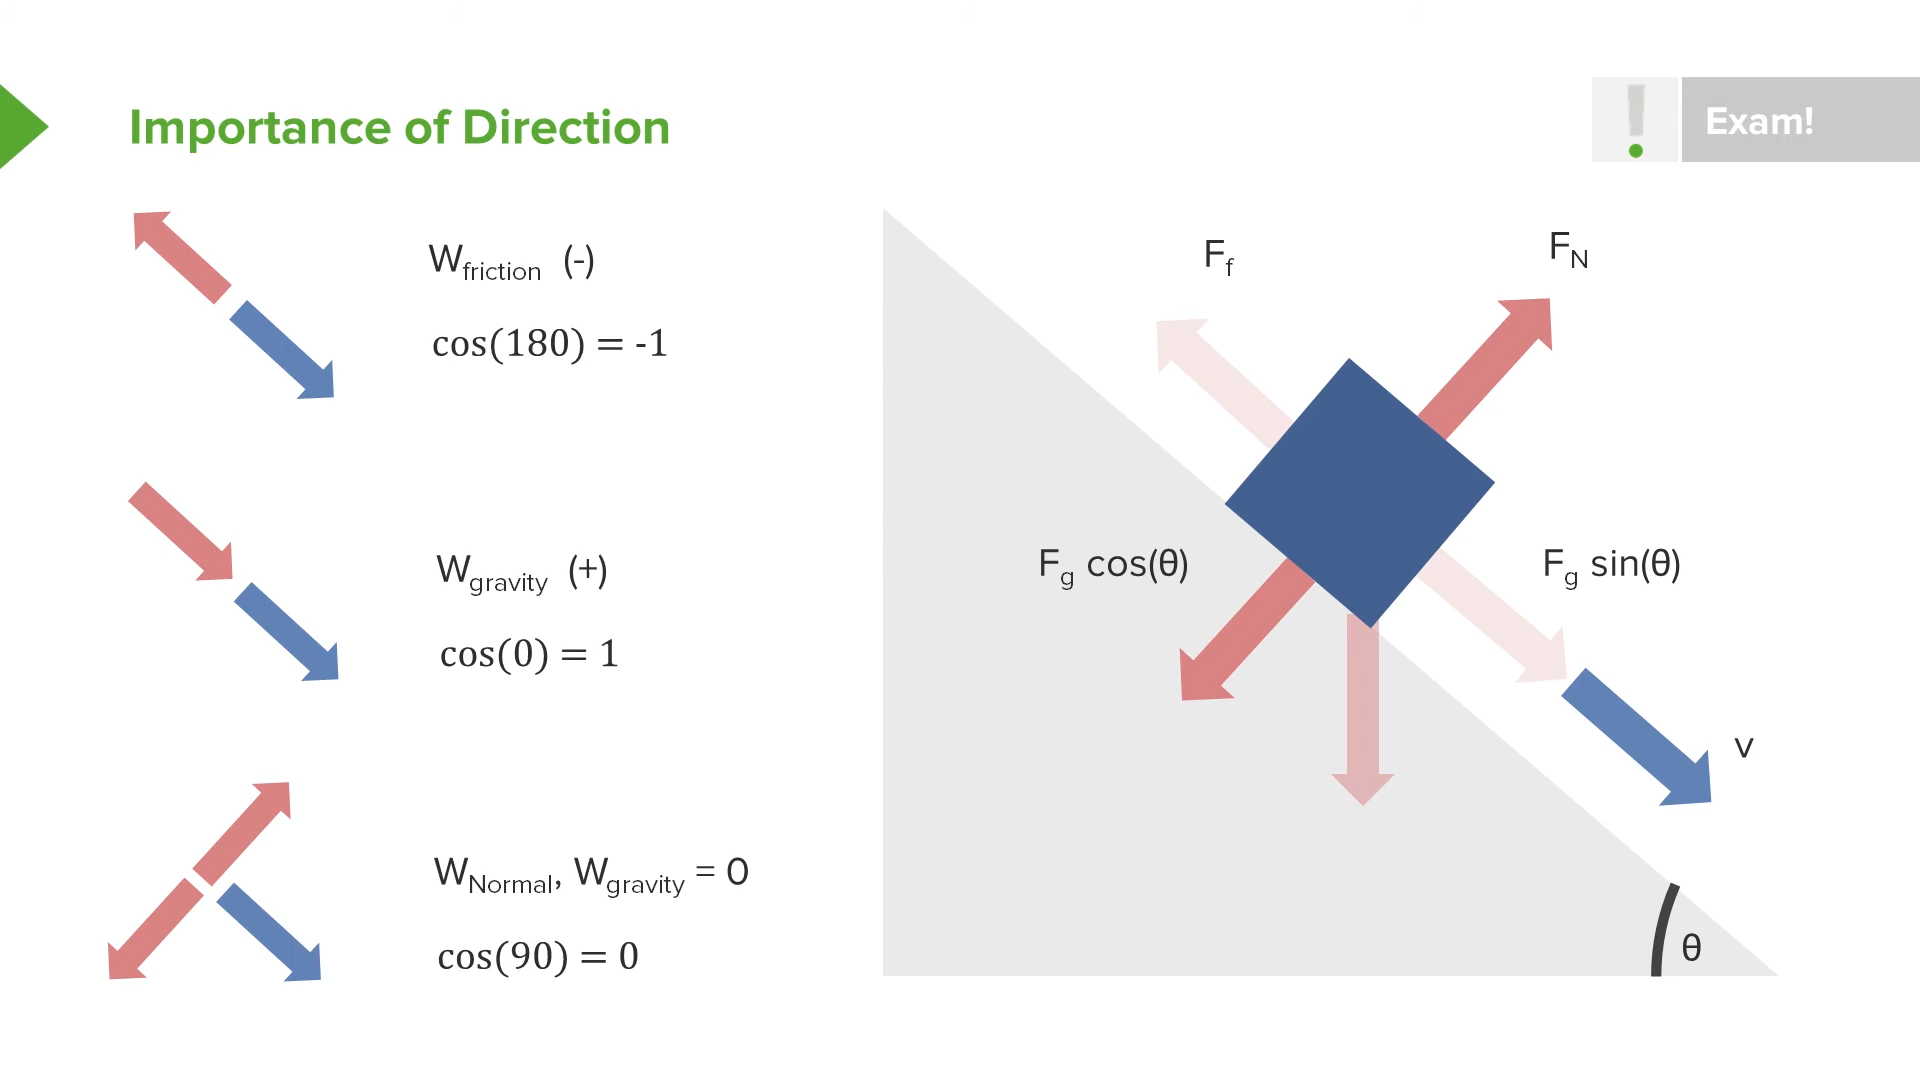 Importance of Direction
Exam!
W_friction (-)
cos(180) = -1
W_gravity (+)
cos(0) = 1
W_Normal, W_gravity = 0
cos(90) = 0
F_f
F_N
F_g cos(θ)
F_g sin(θ)
v
θ